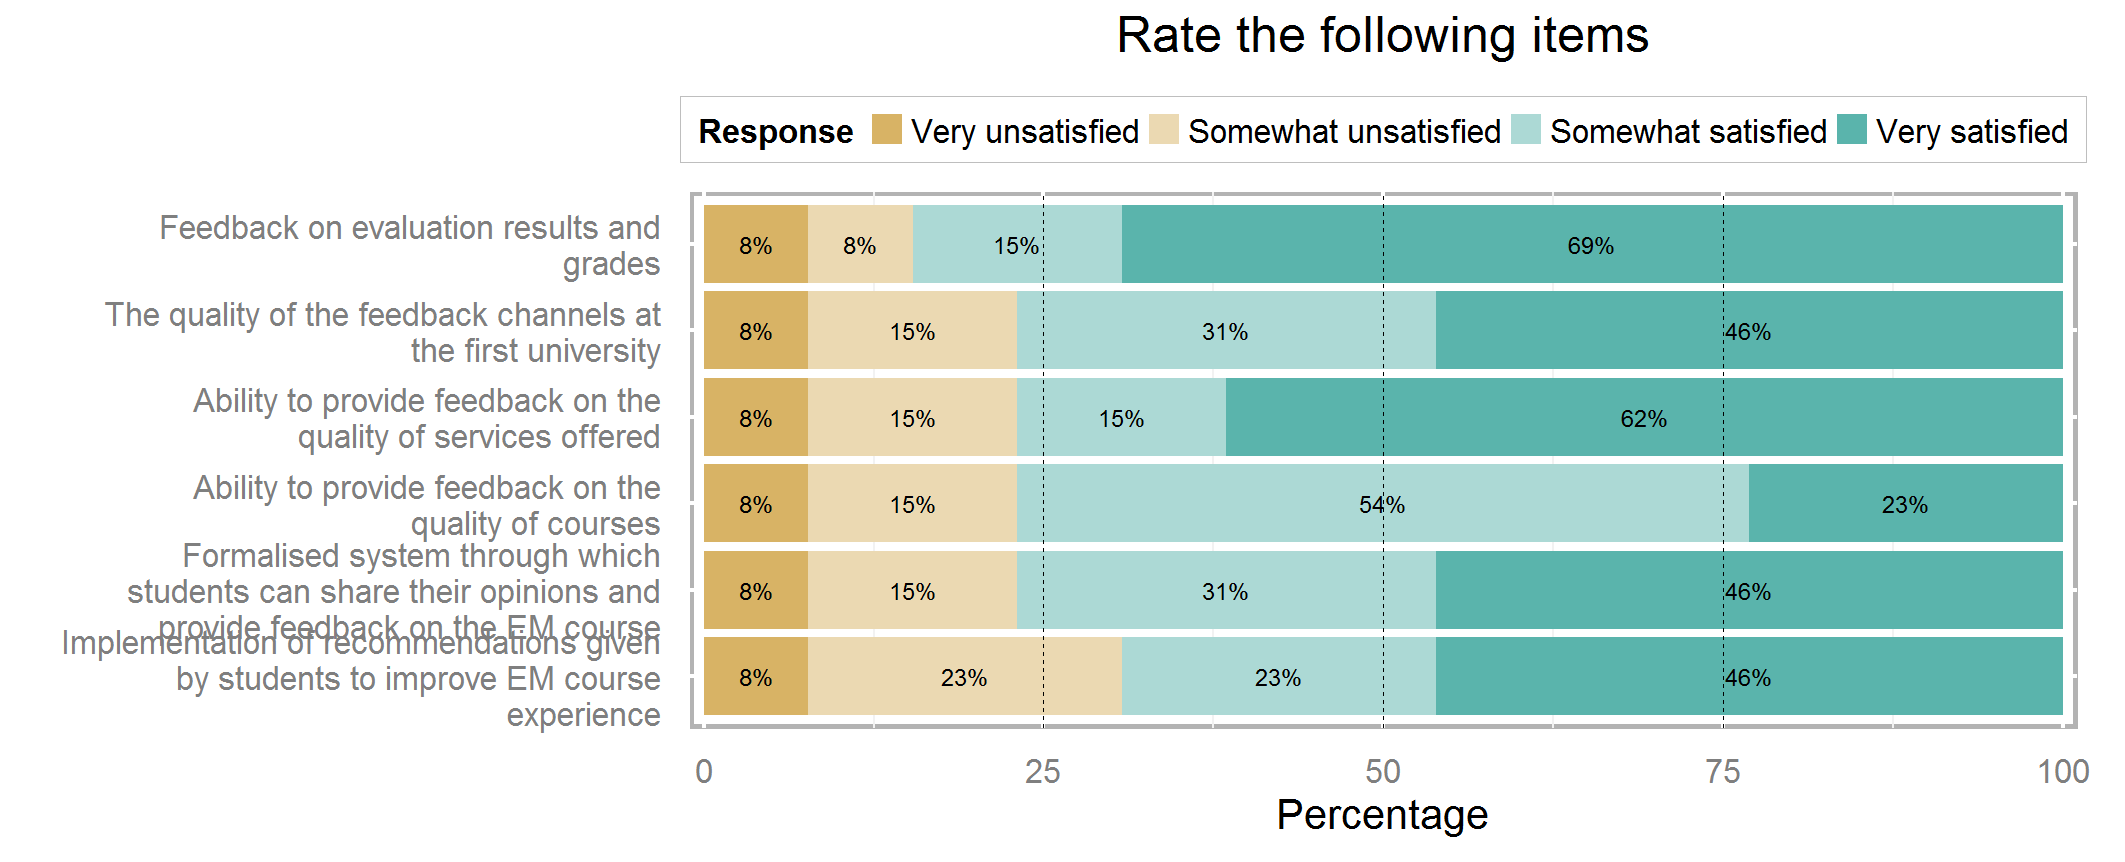 Rate the following items
Response Very unsatisfied Somewhat unsatisfied Somewhat satisfied Very satisfied
Feedback on evaluation results and
grades
8% 8% 15% 69%
The quality of the feedback channels at
the first university
8% 15% 31% 46%
Ability to provide feedback on the
quality of services offered
8% 15% 15% 62%
Ability to provide feedback on the
quality of courses
8% 15% 54% 23%
Formalised system through which
students can share their opinions and
provide feedback on the EM course
8% 15% 31% 46%
Implementation of recommendations given
by students to improve EM course
experience
8% 23% 23% 46%
0 25 50 75 100
Percentage